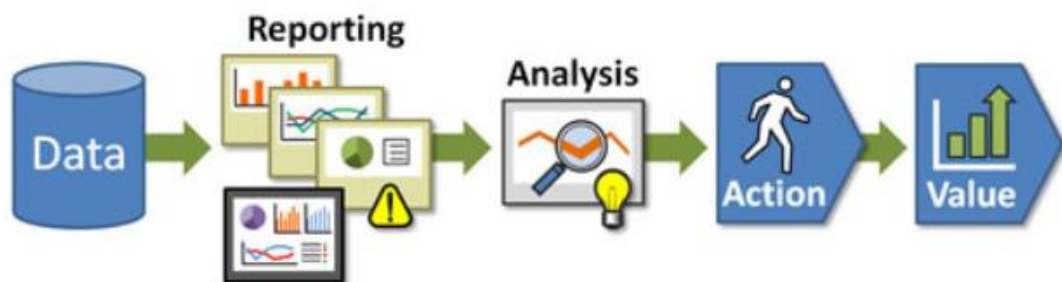 Reporting
Analysis
Data
Action
Value